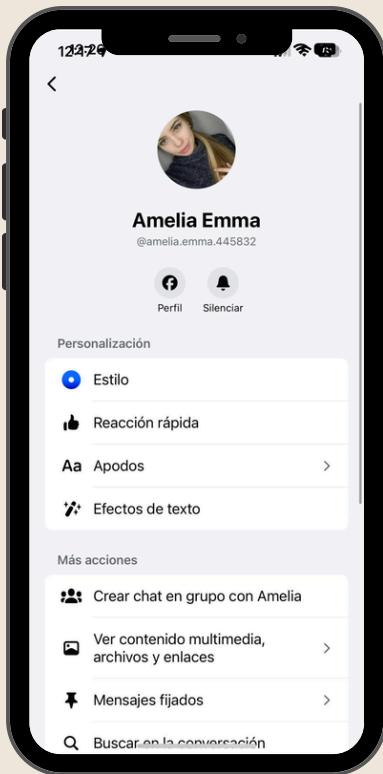 Amelia Emma
@amelia.emma.445832
Perfil
Silenciar
Personalización
Estilo
Reacción rápida
Aa Apodos
Efectos de texto
Más acciones
Crear chat en grupo con Amelia
Ver contenido multimedia,
archivos y enlaces
Mensajes fijados
Buscar en la conversación